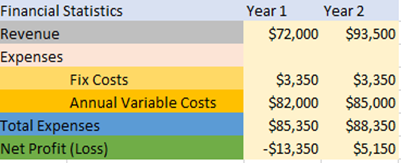 Financial Statistics Year 1 Year 2
Revenue $72,000 $93,500
Expenses
Fix Costs $3,350 $3,350
Annual Variable Costs $82,000 $85,000
Total Expenses $85,350 $88,350
Net Profit (Loss) -$13,350 $5,150